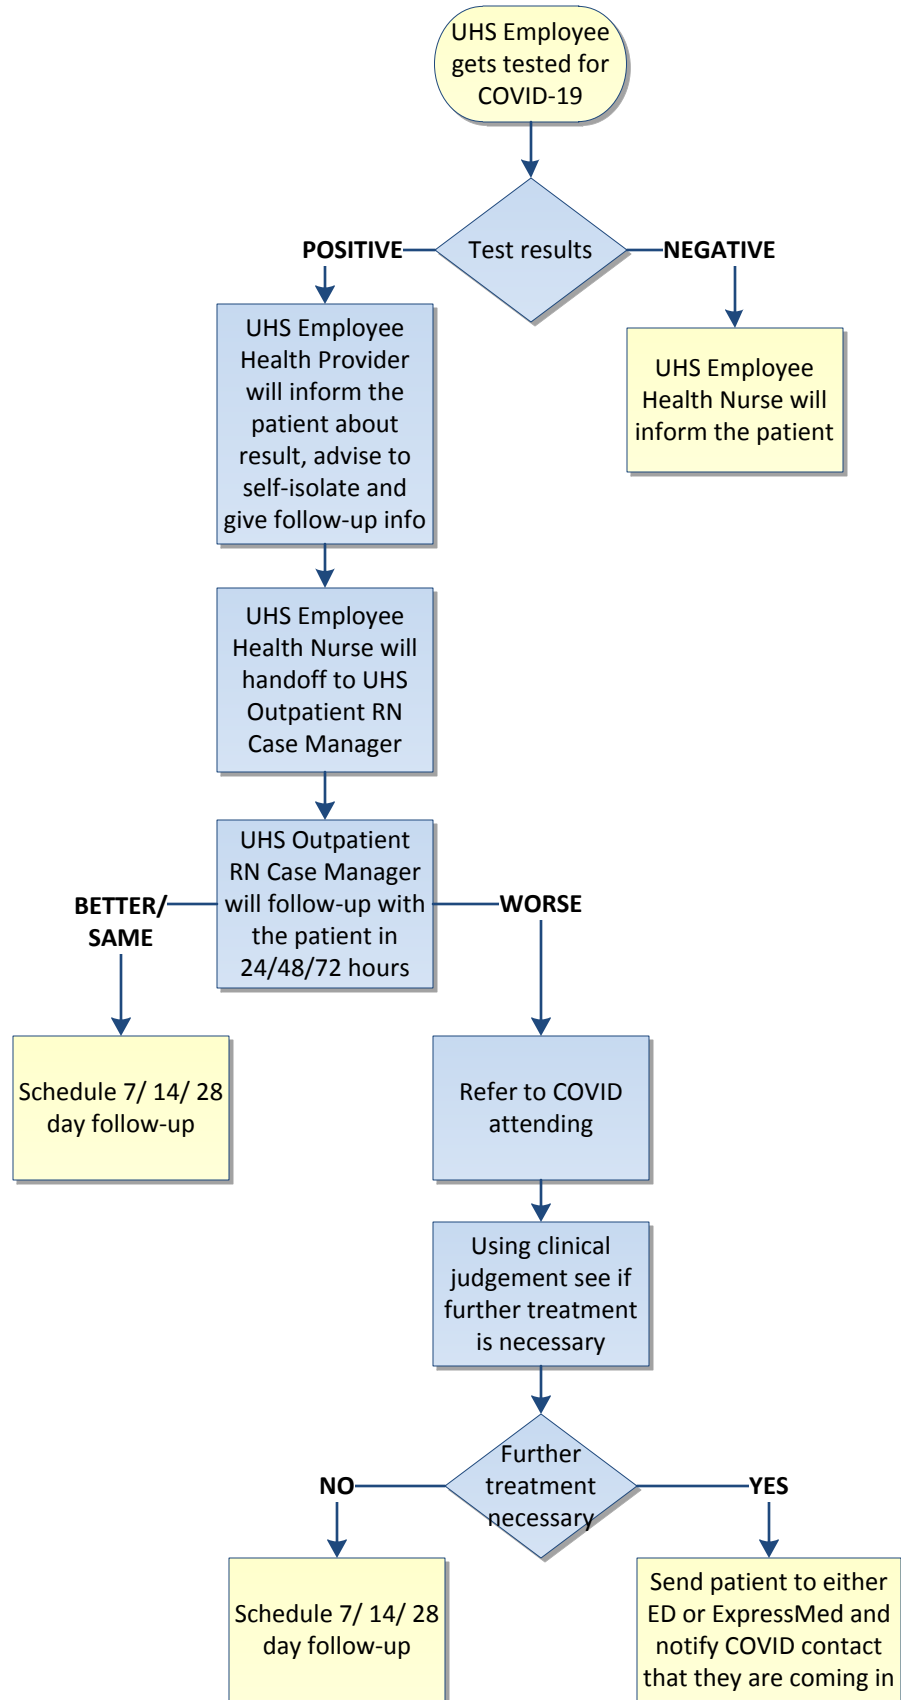 UHS Employee
gets tested for
COVID-19
Test results
POSITIVE
NEGATIVE
UHS Employee
Health Provider
will inform the
patient about
result, advise to
self-isolate and
give follow-up info
UHS Employee
Health Nurse will
inform the patient
UHS Employee
Health Nurse will
handoff to UHS
Outpatient RN
Case Manager
UHS Outpatient
RN Case Manager
will follow-up with
the patient in
24/48/72 hours
BETTER/
SAME
WORSE
Schedule 7/ 14/ 28
day follow-up
Refer to COVID
attending
Using clinical
judgement see if
further treatment
is necessary
Further
treatment
necessary
NO
YES
Schedule 7/ 14/ 28
day follow-up
Send patient to either
ED or ExpressMed and
notify COVID contact
that they are coming in